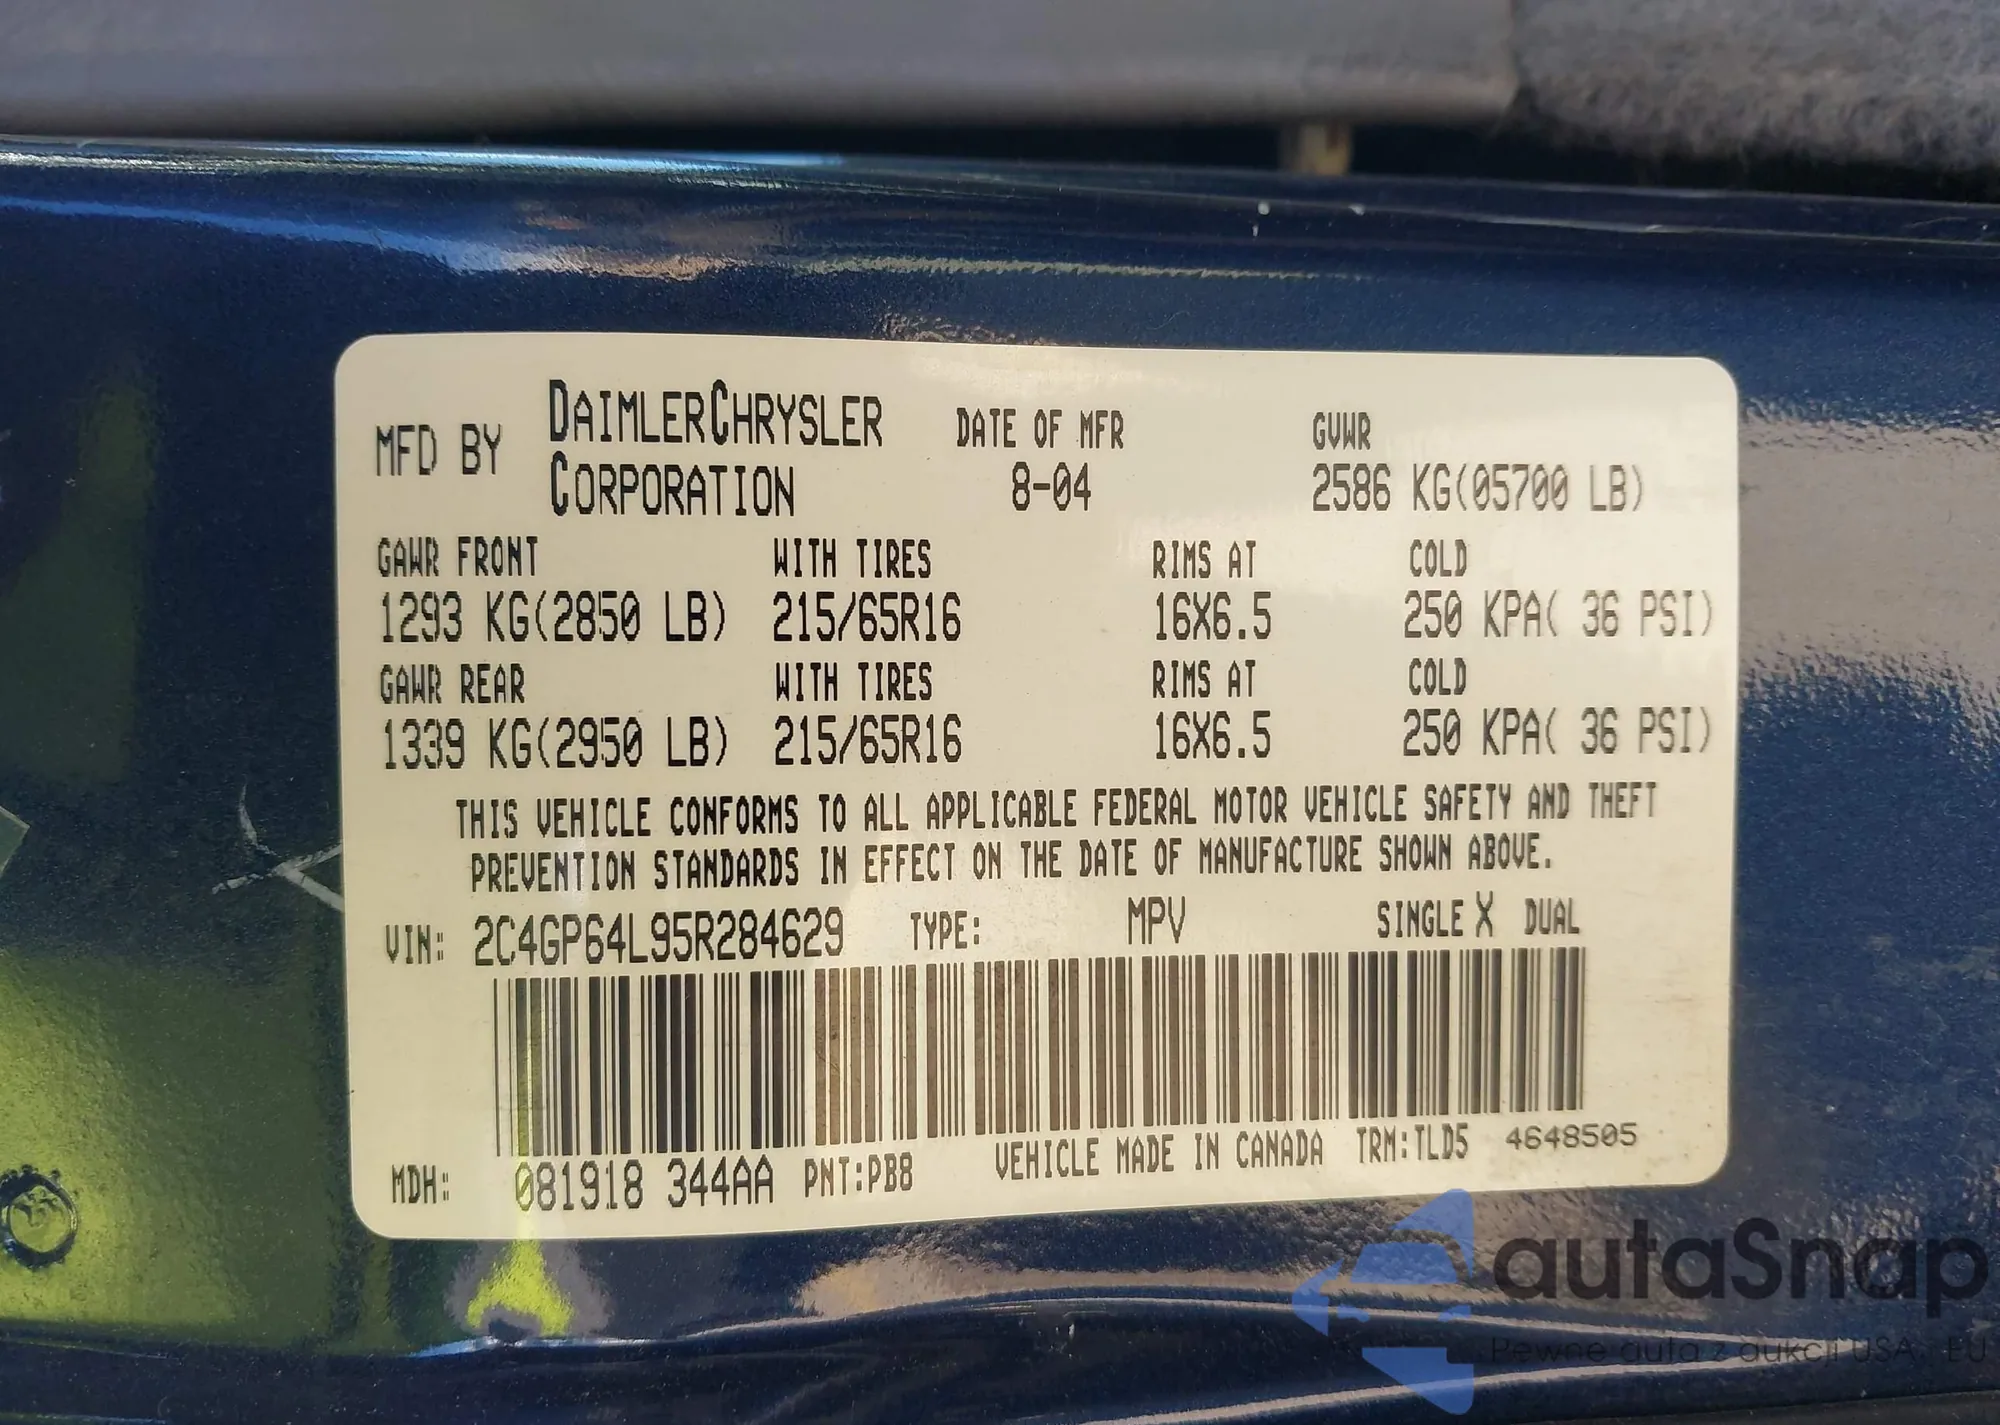 MFD BY DAIMLERCHRYSLER CORPORATION DATE OF MFR 8-04 GVWR 2586 KG(05700 LB)
GAWR FRONT WITH TIRES RIMS AT COLD
1293 KG(2850 LB) 215/65R16 16X6.5 250 KPA( 36 PSI)
GAWR REAR WITH TIRES RIMS AT COLD
1339 KG(2950 LB) 215/65R16 16X6.5 250 KPA( 36 PSI)
THIS VEHICLE CONFORMS TO ALL APPLICABLE FEDERAL MOTOR VEHICLE SAFETY AND THEFT
PREVENTION STANDARDS IN EFFECT ON THE DATE OF MANUFACTURE SHOWN ABOVE.
VIN: 2C4GP64L95R284629 TYPE: MPV SINGLE X DUAL
MDH: 081918 344AA PNT:PB8 VEHICLE MADE IN CANADA TRM:TLD5 4648505
autaSnap
Pewne auta z aukcji USA, EU